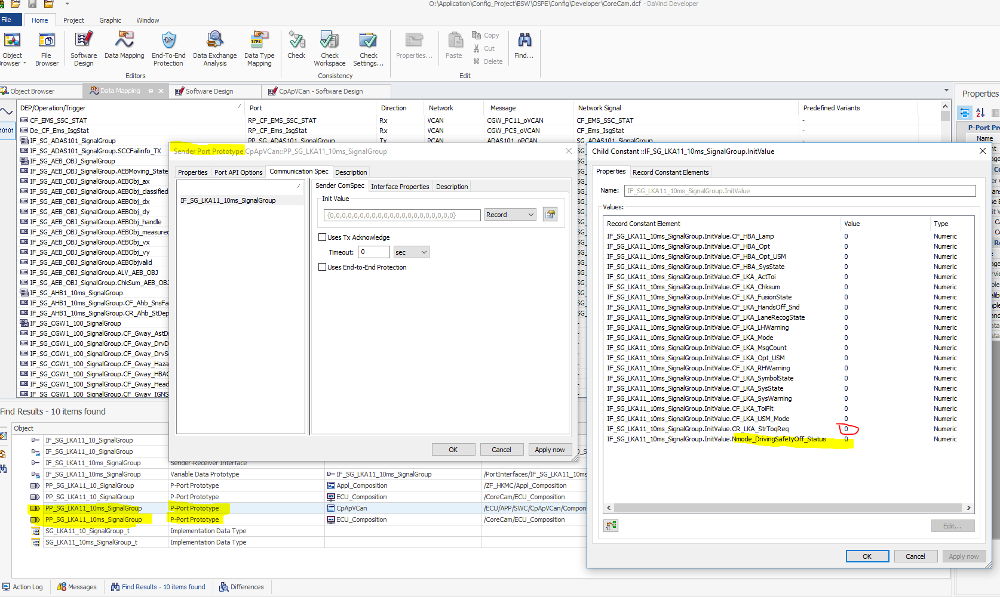 O:\Application\Config_Project\BSW\OSPE\Config\Developer\CoreCam.dcf - DaVinci Developer
File Home Project Graphic Window
Object Browser
File Browser
Software Design
Data Mapping
End-To-End Protection
Data Exchange Analysis
Data Type Mapping
Check
Check Workspace
Check Settings...
Properties...
Paste
Copy
Cut
Delete
Find...
Editors
Consistency
Edit
Object Browser
Data Mapping
Software Design
CpApVCan - Software Design
Properties
DEP/Operation/Trigger Port Direction Network Message Network Signal Predefined Variants
CF_EMS_SSC_STAT RP_CF_EMS_SSC_STAT Rx VCAN CGW_PC11_oVCAN CF_EMS_SSC_STAT -
De_CF_Ems_IsgStat RP_CF_Ems_IsgStat Rx VCAN CGW_PC5_oVCAN CF_Ems_IsgStat -
IF_SG_ADAS101_SignalGroup PP_SG_ADAS101_SignalGroup Tx PCAN ADAS101_oPCAN SG_ADAS101_SignalGroup -
IF_SG_ADAS101_SignalGroup.SCCFailinfo_TX
IF_SG_AEB_OBJ_SignalGroup
IF_SG_AEB_OBJ_SignalGroup.AEBMoving_State
IF_SG_AEB_OBJ_SignalGroup.AEBObj_ax
IF_SG_AEB_OBJ_SignalGroup.AEBObj_classified
IF_SG_AEB_OBJ_SignalGroup.AEBObj_dx
IF_SG_AEB_OBJ_SignalGroup.AEBObj_dy
IF_SG_AEB_OBJ_SignalGroup.AEBObj_handle
IF_SG_AEB_OBJ_SignalGroup.AEBObj_measured
IF_SG_AEB_OBJ_SignalGroup.AEBObj_vx
IF_SG_AEB_OBJ_SignalGroup.AEBObj_vy
IF_SG_AEB_OBJ_SignalGroup.AEBObjvalid
IF_SG_AEB_OBJ_SignalGroup.ALV_AEB_OBJ
IF_SG_AEB_OBJ_SignalGroup.ChkSum_AEB_OBJ
IF_SG_AHB1_10ms_SignalGroup
IF_SG_AHB1_10ms_SignalGroup.CF_Ahb_SnsFa
IF_SG_AHB1_10ms_SignalGroup.CR_Ahb_StDep
IF_SG_CGW1_100_SignalGroup
IF_SG_CGW1_100_SignalGroup.CF_Gway_AstD
IF_SG_CGW1_100_SignalGroup.CF_Gway_DrvD
IF_SG_CGW1_100_SignalGroup.CF_Gway_DrvS
IF_SG_CGW1_100_SignalGroup.CF_Gway_Haza
IF_SG_CGW1_100_SignalGroup.CF_Gway_HBAC
IF_SG_CGW1_100_SignalGroup.CF_Gway_Head
IF_SG_CGW1_100_SignalGroup.CF_Gway_IGNS
Sender Port Prototype CpApVCan::PP_SG_LKA11_10ms_SignalGroup
Properties Port API Options Communication Spec Description
IF_SG_LKA11_10ms_SignalGroup
Sender ComSpec Interface Properties Description
Init Value
{0,0,0,0,0,0,0,0,0,0,0,0,0,0,0,0,0,0,0,0,0} Record
Uses Tx Acknowledge
Timeout: 0 sec
Uses End-to-End Protection
OK Cancel Apply now
Child Constant ::IF_SG_LKA11_10ms_SignalGroup.InitValue
Properties Record Constant Elements
Name: IF_SG_LKA11_10ms_SignalGroup.InitValue
Values:
Record Constant Element Value Type
IF_SG_LKA11_10ms_SignalGroup.InitValue.CF_HBA_Lamp 0 Numeric
IF_SG_LKA11_10ms_SignalGroup.InitValue.CF_HBA_Opt 0 Numeric
IF_SG_LKA11_10ms_SignalGroup.InitValue.CF_HBA_Opt_USM 0 Numeric
IF_SG_LKA11_10ms_SignalGroup.InitValue.CF_HBA_SysState 0 Numeric
IF_SG_LKA11_10ms_SignalGroup.InitValue.CF_LKA_ActToi 0 Numeric
IF_SG_LKA11_10ms_SignalGroup.InitValue.CF_LKA_Chksum 0 Numeric
IF_SG_LKA11_10ms_SignalGroup.InitValue.CF_LKA_FusionState 0 Numeric
IF_SG_LKA11_10ms_SignalGroup.InitValue.CF_LKA_HandsOff_Snd 0 Numeric
IF_SG_LKA11_10ms_SignalGroup.InitValue.CF_LKA_LaneRecogState 0 Numeric
IF_SG_LKA11_10ms_SignalGroup.InitValue.CF_LKA_LHWarning 0 Numeric
IF_SG_LKA11_10ms_SignalGroup.InitValue.CF_LKA_Mode 0 Numeric
IF_SG_LKA11_10ms_SignalGroup.InitValue.CF_LKA_MsgCount 0 Numeric
IF_SG_LKA11_10ms_SignalGroup.InitValue.CF_LKA_Opt_USM 0 Numeric
IF_SG_LKA11_10ms_SignalGroup.InitValue.CF_LKA_RHWarning 0 Numeric
IF_SG_LKA11_10ms_SignalGroup.InitValue.CF_LKA_SymbolState 0 Numeric
IF_SG_LKA11_10ms_SignalGroup.InitValue.CF_LKA_SysState 0 Numeric
IF_SG_LKA11_10ms_SignalGroup.InitValue.CF_LKA_SysWarning 0 Numeric
IF_SG_LKA11_10ms_SignalGroup.InitValue.CF_LKA_ToiFlt 0 Numeric
IF_SG_LKA11_10ms_SignalGroup.InitValue.CF_LKA_USM_Mode 0 Numeric
IF_SG_LKA11_10ms_SignalGroup.InitValue.CR_LKA_StrToqReq 0 Numeric
IF_SG_LKA11_10ms_SignalGroup.InitValue.Nmode_DrivingSafetyOff_Status 0 Numeric
Edit...
OK Cancel Apply now
P-Port Pr
Name
Find Results - 10 items found
Object
IF_SG_LKA11_10_SignalGroup
IF_SG_LKA11_10_SignalGroup
IF_SG_LKA11_10ms_SignalGroup Sender-Receiver Interface
IF_SG_LKA11_10ms_SignalGroup Variable Data Prototype IF_SG_LKA11_10ms_SignalGroup /PortInterfaces/IF_SG_LKA11_10ms
PP_SG_LKA11_10_SignalGroup P-Port Prototype Appl_Composition /ZF_HKMC/Appl_Composition
PP_SG_LKA11_10_SignalGroup P-Port Prototype ECU_Composition /CoreCam/ECU_Composition
PP_SG_LKA11_10ms_SignalGroup P-Port Prototype CpApVCan /ECU/APP/SWC/CpApVCan/Compon
PP_SG_LKA11_10ms_SignalGroup P-Port Prototype ECU_Composition /CoreCam/ECU_Composition
SG_LKA11_10_SignalGroup_t Implementation Data Type
SG_LKA11_10ms_SignalGroup_t Implementation Data Type
Action Log Messages Find Results - 10 items found Differences